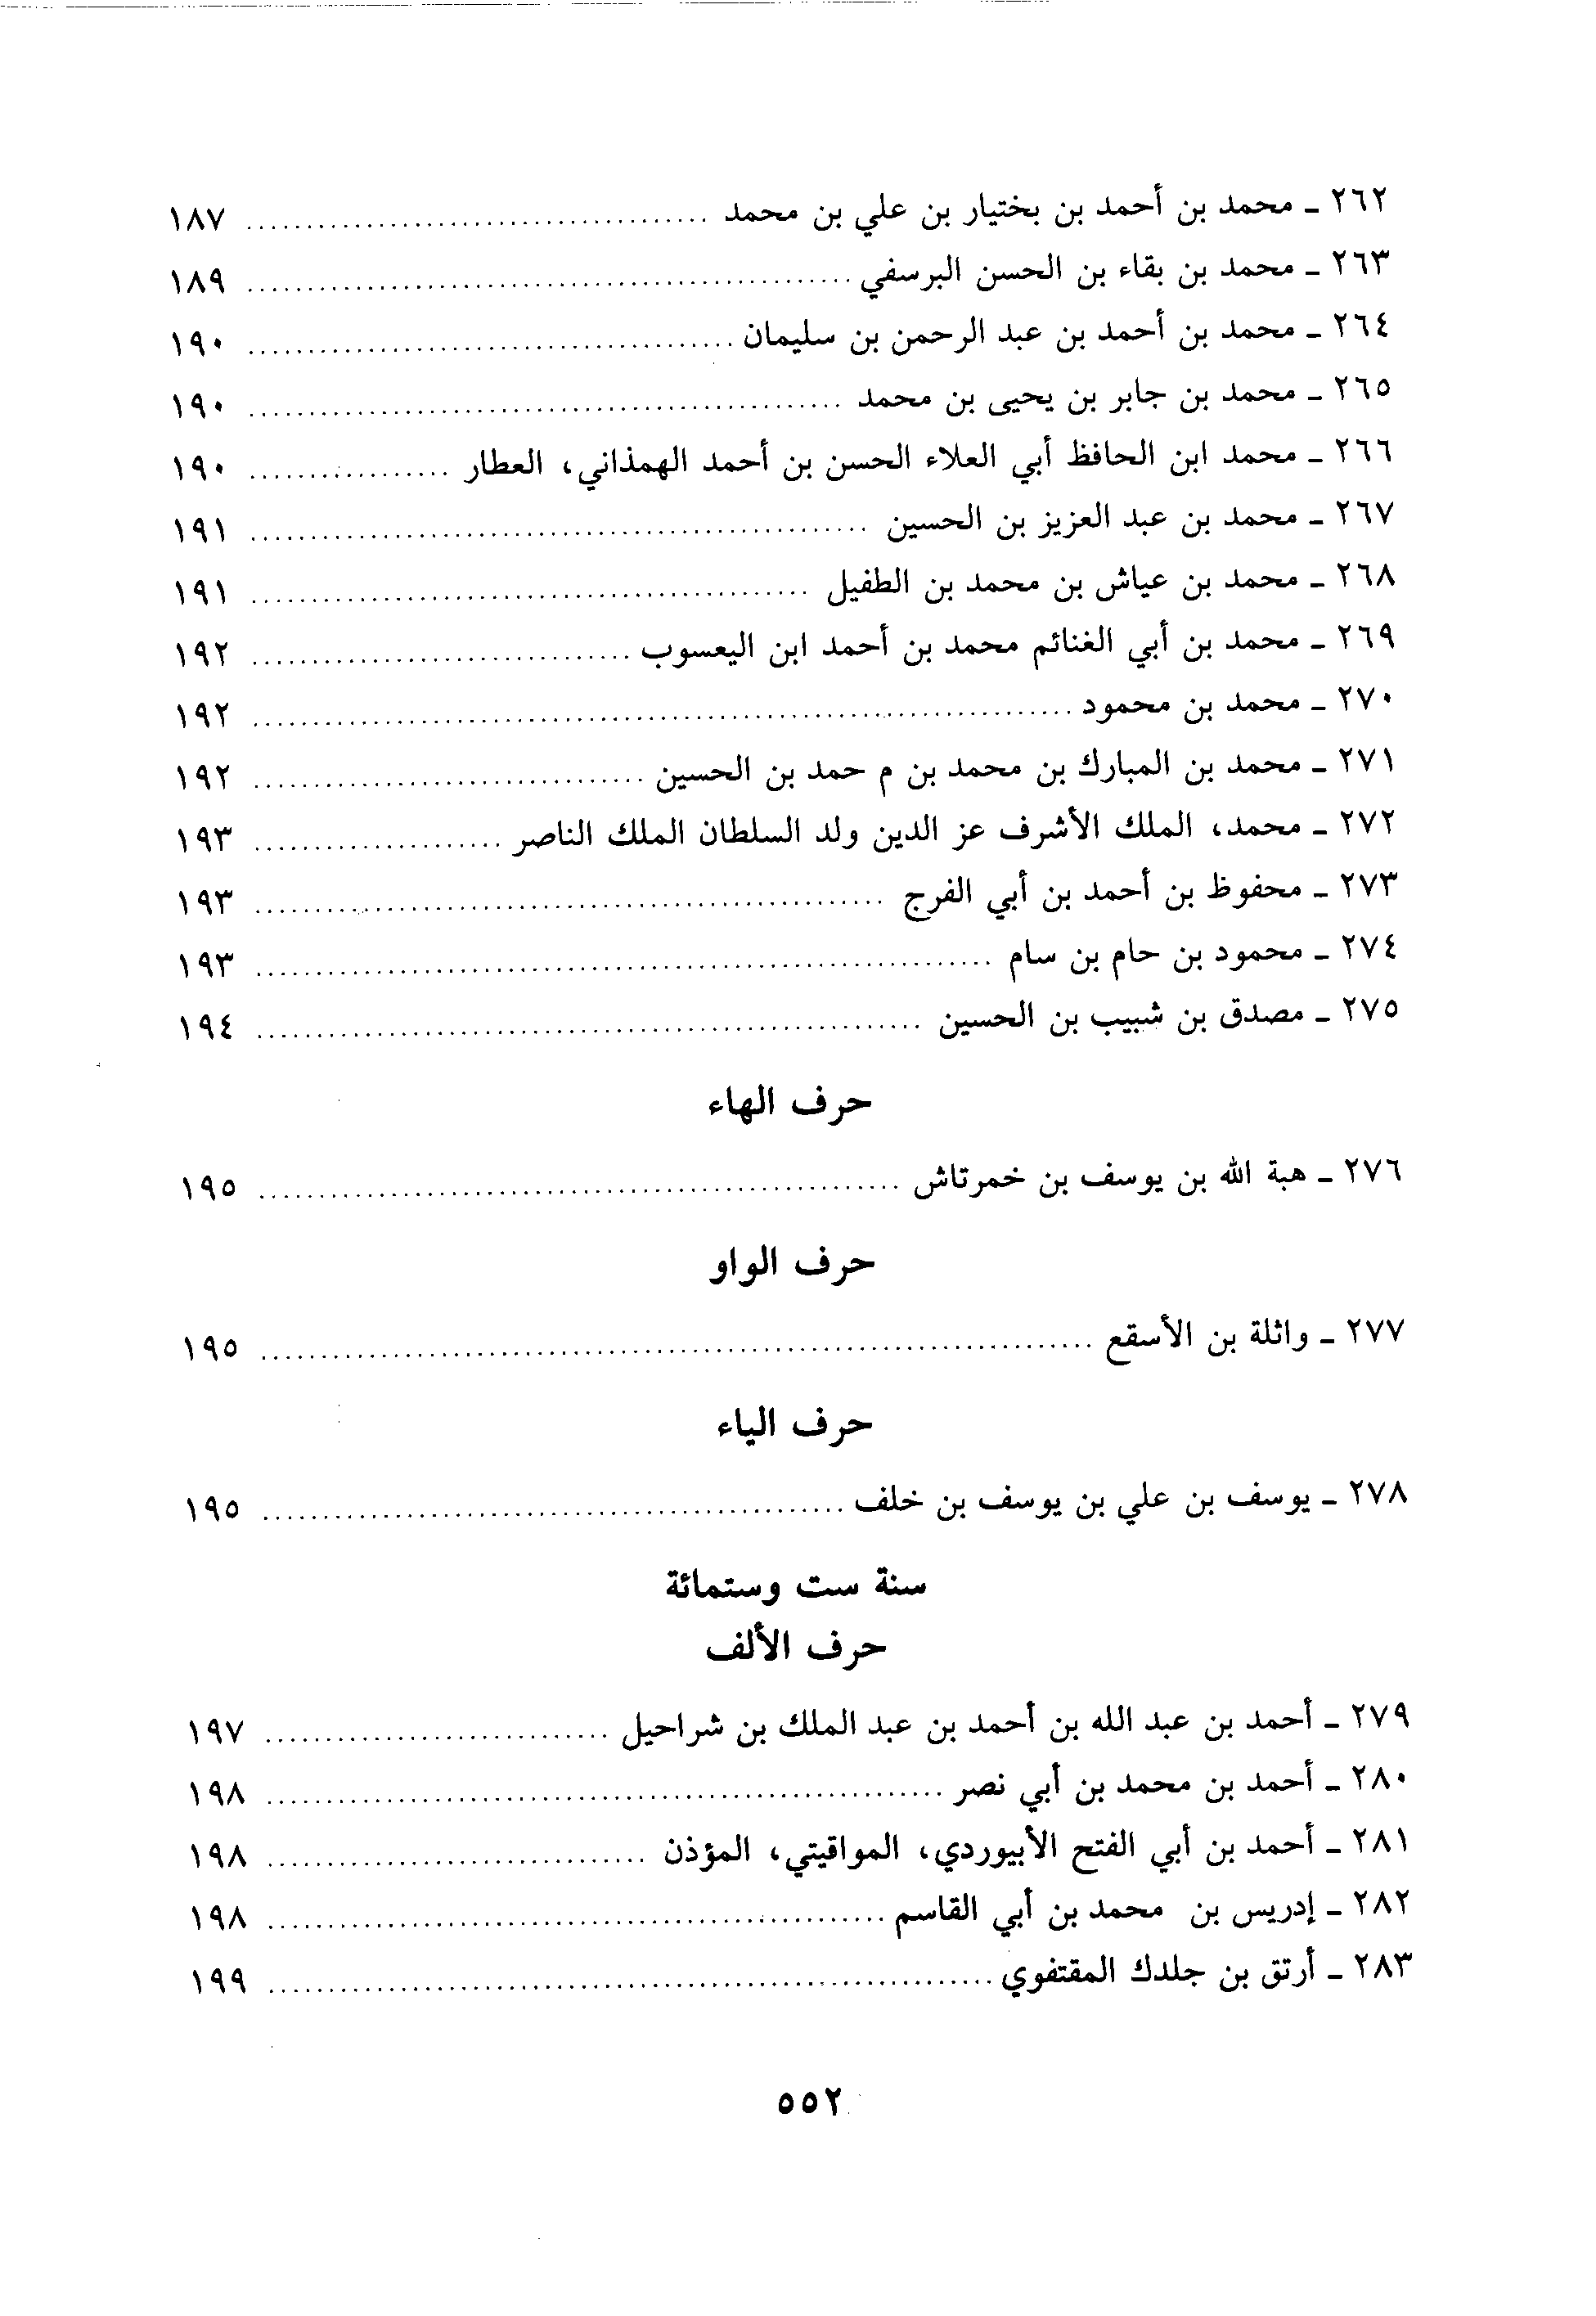 ٢٦٢ ـ محمد بن أحمد بن بختيار بن علي بن محمد ........ ١٨٧
٢٦٣ ـ محمد بن بقاء بن الحسن البرسفي ........ ١٨٩
٢٦٤ ـ محمد بن أحمد بن عبد الرحمن بن سليمان ........ ١٩٠
٢٦٥ ـ محمد بن جابر بن يحيى بن محمد ........ ١٩٠
٢٦٦ ـ محمد ابن الحافظ أبي العلاء الحسن بن أحمد الهمذاني، العطار ........ ١٩٠
٢٦٧ ـ محمد بن عبد العزيز بن الحسين ........ ١٩١
٢٦٨ ـ محمد بن عياش بن محمد بن الطفيل ........ ١٩١
٢٦٩ ـ محمد بن أبي الغنائم محمد بن أحمد ابن اليعسوب ........ ١٩٢
٢٧٠ ـ محمد بن محمود ........ ١٩٢
٢٧١ ـ محمد بن المبارك بن محمد بن م حمد بن الحسين ........ ١٩٢
٢٧٢ ـ محمد، الملك الأشرف عز الدين ولد السلطان الملك الناصر ........ ١٩٣
٢٧٣ ـ محفوظ بن أحمد بن أبي الفرج ........ ١٩٣
٢٧٤ ـ محمود بن حام بن سام ........ ١٩٣
٢٧٥ ـ مصدق بن شبيب بن الحسين ........ ١٩٤
حرف الهاء
٢٧٦ ـ هبة الله بن يوسف بن خمرتاش ........ ١٩٥
حرف الواو
٢٧٧ ـ واثلة بن الأسقع ........ ١٩٥
حرف الياء
٢٧٨ ـ يوسف بن علي بن يوسف بن خلف ........ ١٩٥
سنة ست وستمائة
حرف الألف
٢٧٩ ـ أحمد بن عبد الله بن أحمد بن عبد الملك بن شراحيل ........ ١٩٧
٢٨٠ ـ أحمد بن محمد بن أبي نصر ........ ١٩٨
٢٨١ ـ أحمد بن أبي الفتح الأبيوردي، المواقيتي، المؤذن ........ ١٩٨
٢٨٢ ـ إدريس بن محمد بن أبي القاسم ........ ١٩٨
٢٨٣ ـ أرتق بن جلدك المقتفوي ........ ١٩٩
٥٥٢